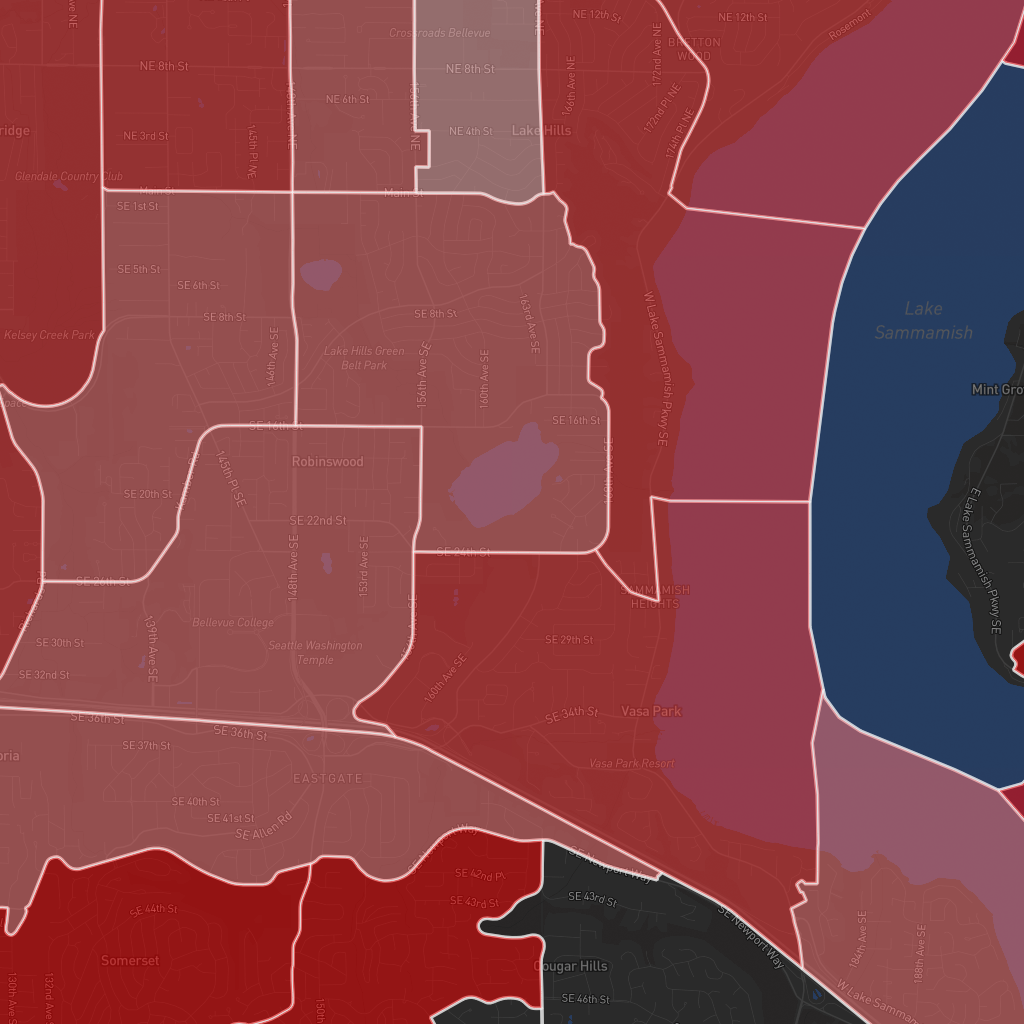 NE 12th St
NE 12th St
Rosemont
Crossroads Bellevue
BRETTON
WOOD
172nd Ave NE
NE 8th St
NE 8th St
166th Ave NE
NE 6th St
172nd Pl NE
174th Pl NE
NE 3rd St
145th Pl NE
NE 4th St
Lake Hills
ridge
Glendale Country Club
Main St
Main St
SE 1st St
SE 5th St
SE 6th St
SE 8th St
SE 8th St
163rd Ave SE
W Lake Sammamish Pkwy SE
Lake
Sammamish
Kelsey Creek Park
146th Ave SE
Lake Hills Green
Belt Park
156th Ave SE
160th Ave SE
Mint Gro
SE 16th St
SE 16th St
Robinswood
145th Pl SE
SE 20th St
SE 22nd St
148th Ave SE
153rd Ave SE
E Lake Sammamish Pkwy SE
SE 24th St
SE 26th St
SAMMAMISH
HEIGHTS
139th Ave SE
Bellevue College
SE 30th St
SE 29th St
Seattle Washington
Temple
SE 32nd St
160th Ave SE
SE 36th St
SE 36th St
SE 34th St
Vasa Park
SE 37th St
oria
EASTGATE
Vasa Park Resort
SE 40th St
SE 41st St
SE Allen Rd
SE Newport Way
SE Newport Way
SE 42nd Pl
SE 43rd St
SE 43rd St
SE 44th St
SE Newport Way
184th Ave SE
188th Ave SE
Somerset
Cougar Hills
130th Ave S
132nd Ave S
150th
SE 46th St
W Lake Sammam